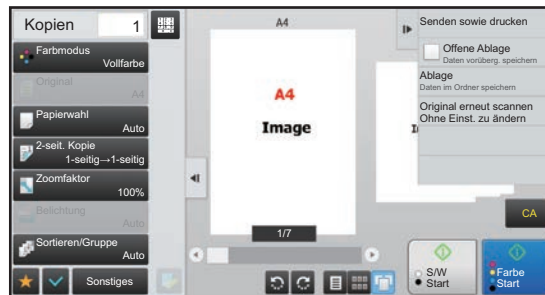 Kopien 1
Farbmodus
Vollfarbe
Original
A4
Papierwahl
Auto
2-seit. Kopie
1-seitig→1-seitig
Zoomfaktor
100%
Belichtung
Auto
Sortieren/Gruppe
Auto
Sonstiges
A4
A4
Image
1/7
Senden sowie drucken
Offene Ablage
Daten vorüberg. speichern
Ablage
Daten im Ordner speichern
Original erneut scannen
Ohne Einst. zu ändern
CA
S/W
Start
Farbe
Start